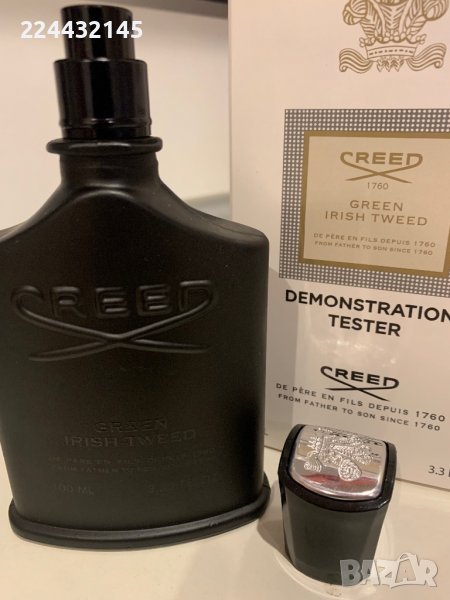 224432145
CREED
GREEN
IRISH TWEED
100 ML
CREED
1760
GREEN
IRISH TWEED
DE PÈRE EN FILS DEPUIS 1760
FROM FATHER TO SON SINCE 1760
DEMONSTRATION
TESTER
CREED
DE PÈRE EN FILS DEPUIS 1760
FROM FATHER TO SON SINCE 1760
3.3
BAZAR